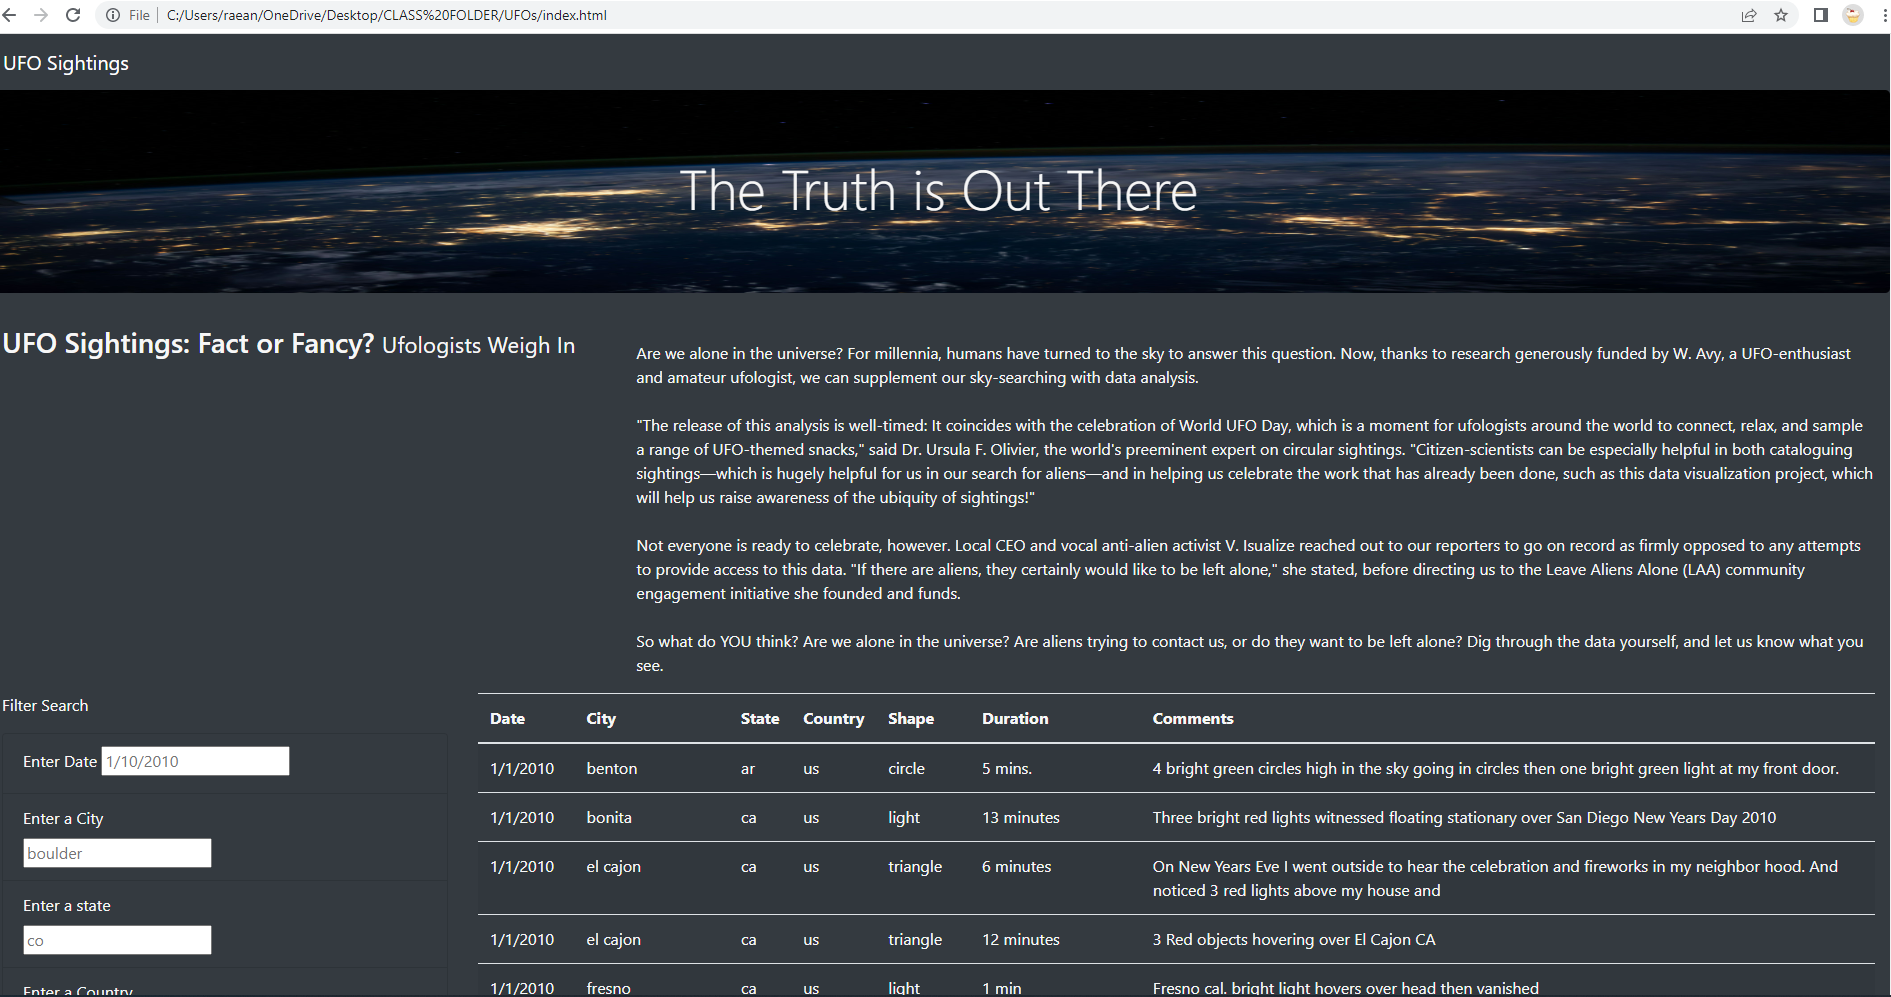 File | C:/Users/raean/OneDrive/Desktop/CLASS%20FOLDER/UFOs/index.html
UFO Sightings
The Truth is Out There
UFO Sightings: Fact or Fancy? Ufologists Weigh In
Are we alone in the universe? For millennia, humans have turned to the sky to answer this question. Now, thanks to research generously funded by W. Avy, a UFO-enthusiast
and amateur ufologist, we can supplement our sky-searching with data analysis.
"The release of this analysis is well-timed: It coincides with the celebration of World UFO Day, which is a moment for ufologists around the world to connect, relax, and sample
a range of UFO-themed snacks," said Dr. Ursula F. Olivier, the world's preeminent expert on circular sightings. "Citizen-scientists can be especially helpful in both cataloguing
sightings—which is hugely helpful for us in our search for aliens—and in helping us celebrate the work that has already been done, such as this data visualization project, which
will help us raise awareness of the ubiquity of sightings!"
Not everyone is ready to celebrate, however. Local CEO and vocal anti-alien activist V. Isualize reached out to our reporters to go on record as firmly opposed to any attempts
to provide access to this data. "If there are aliens, they certainly would like to be left alone," she stated, before directing us to the Leave Aliens Alone (LAA) community
engagement initiative she founded and funds.
So what do YOU think? Are we alone in the universe? Are aliens trying to contact us, or do they want to be left alone? Dig through the data yourself, and let us know what you
see.
Filter Search
Enter Date 1/10/2010
Enter a City
boulder
Enter a state
co
Enter a Country
Date City State Country Shape Duration Comments
1/1/2010 benton ar us circle 5 mins. 4 bright green circles high in the sky going in circles then one bright green light at my front door.
1/1/2010 bonita ca us light 13 minutes Three bright red lights witnessed floating stationary over San Diego New Years Day 2010
1/1/2010 el cajon ca us triangle 6 minutes On New Years Eve I went outside to hear the celebration and fireworks in my neighbor hood. And
noticed 3 red lights above my house and
1/1/2010 el cajon ca us triangle 12 minutes 3 Red objects hovering over El Cajon CA
1/1/2010 fresno ca us light 1 min Fresno cal. bright light hovers over head then vanished